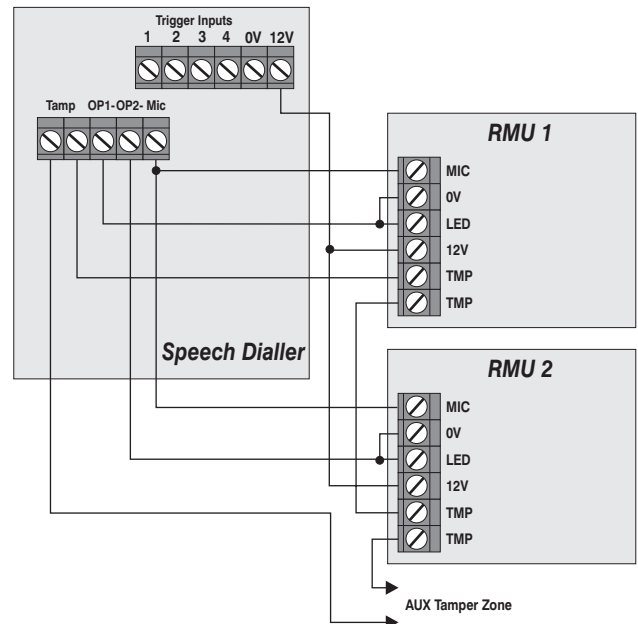 Trigger Inputs
1 2 3 4 0V 12V
Tamp OP1- OP2- Mic
Speech Dialler
RMU 1
MIC
0V
LED
12V
TMP
TMP
RMU 2
MIC
0V
LED
12V
TMP
TMP
AUX Tamper Zone